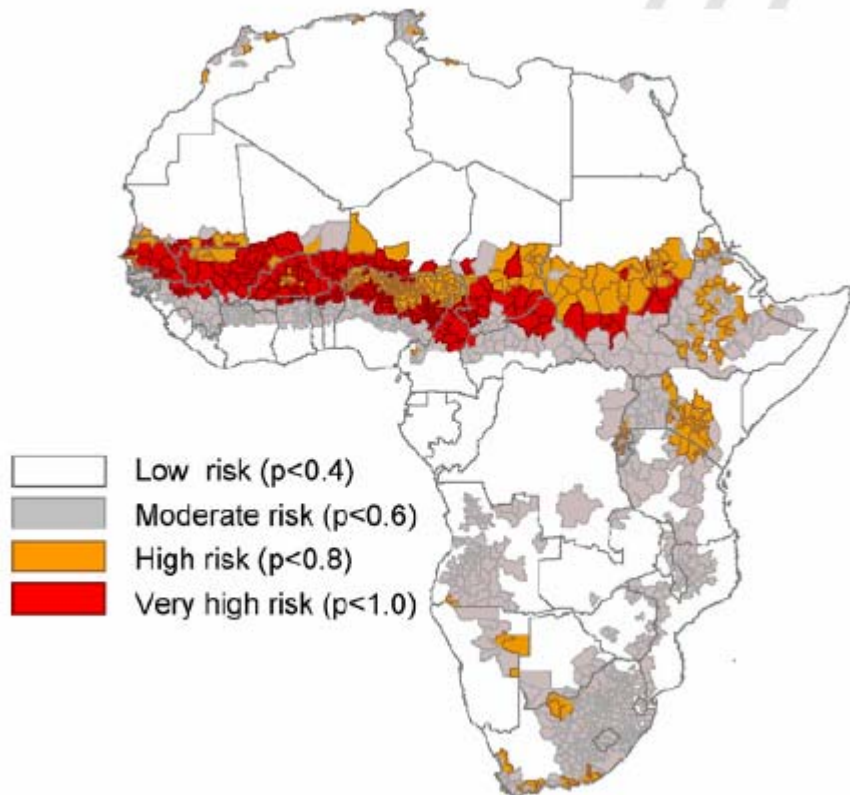 Low risk (p<0.4)
Moderate risk (p<0.6)
High risk (p<0.8)
Very high risk (p<1.0)